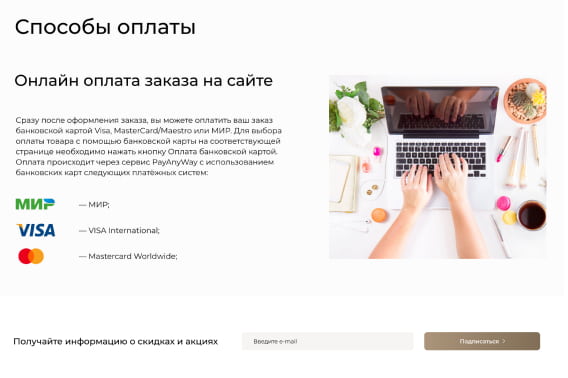 Способы оплаты
Онлайн оплата заказа на сайте
Сразу после оформления заказа, вы можете оплатить ваш заказ
банковской картой Visa, MasterCard/Maestro или МИР. Для выбора
оплаты товара с помощью банковской карты на соответствующей
странице необходимо нажать кнопку Оплата банковской картой.
Оплата происходит через сервис PayAnyWay с использованием
банковских карт следующих платёжных систем:
МИР — МИР;
VISA — VISA International;
— Mastercard Worldwide;
Получайте информацию о скидках и акциях
Введите e-mail
Подписаться >